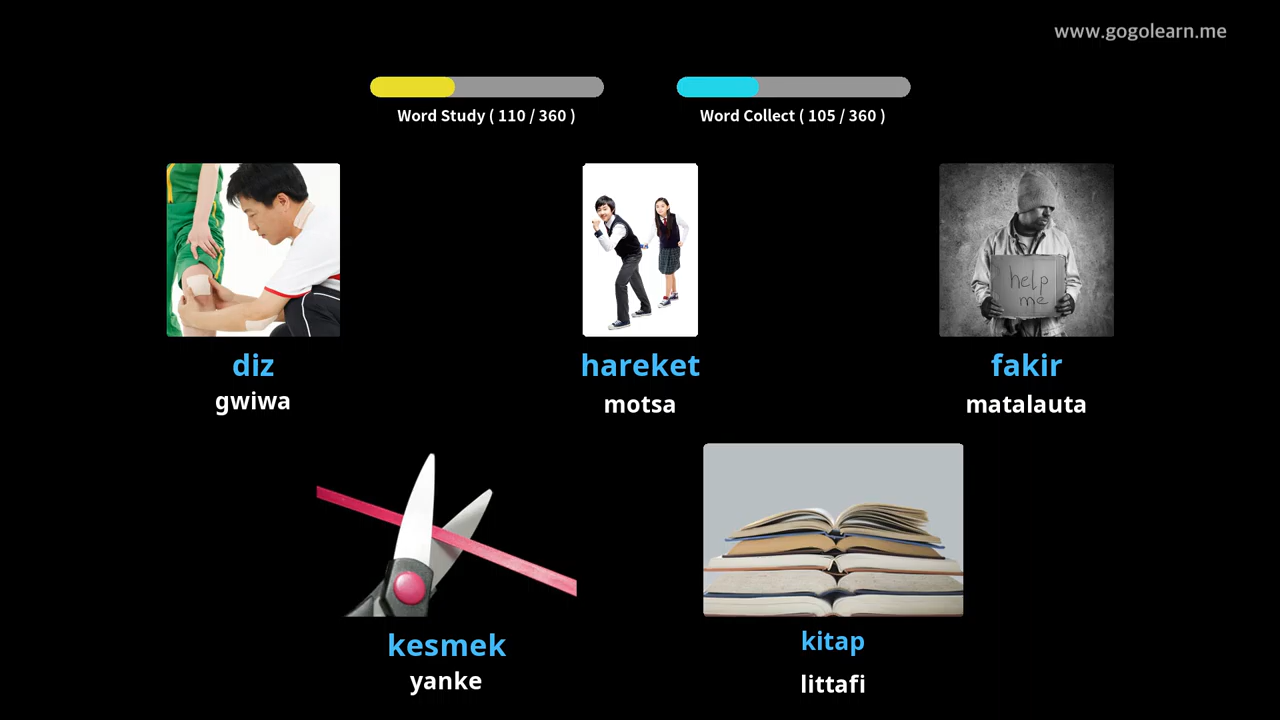 www.gogolearn.me
Word Study ( 110 / 360 )
Word Collect ( 105 / 360 )
help
me
diz
gwiwa
hareket
motsa
fakir
matalauta
kesmek
yanke
kitap
littafi